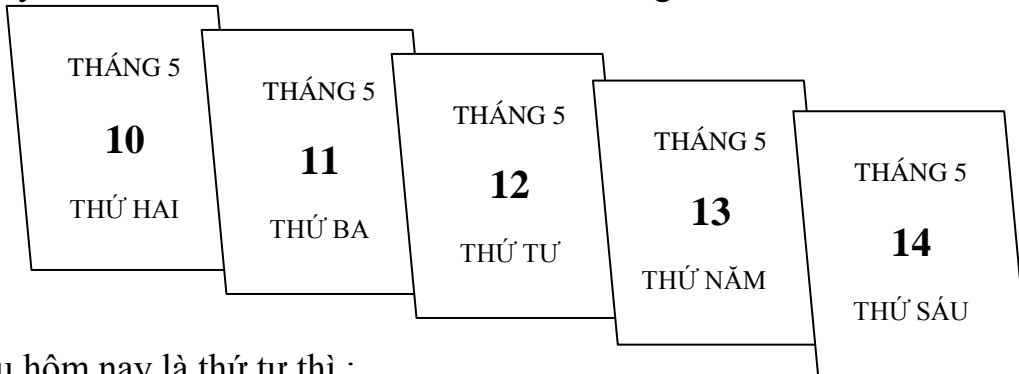 THÁNG 5
10
THỨ HAI
THÁNG 5
11
THỨ BA
THÁNG 5
12
THỨ TƯ
THÁNG 5
13
THỨ NĂM
THÁNG 5
14
THỨ SÁU
hôm nay là thứ tư thì :